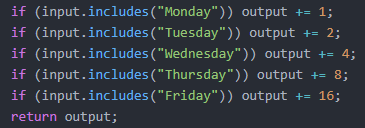 if (input.includes("Monday")) output += 1;
if (input.includes("Tuesday")) output += 2;
if (input.includes("Wednesday")) output += 4;
if (input.includes("Thursday")) output += 8;
if (input.includes("Friday")) output += 16;
return output;